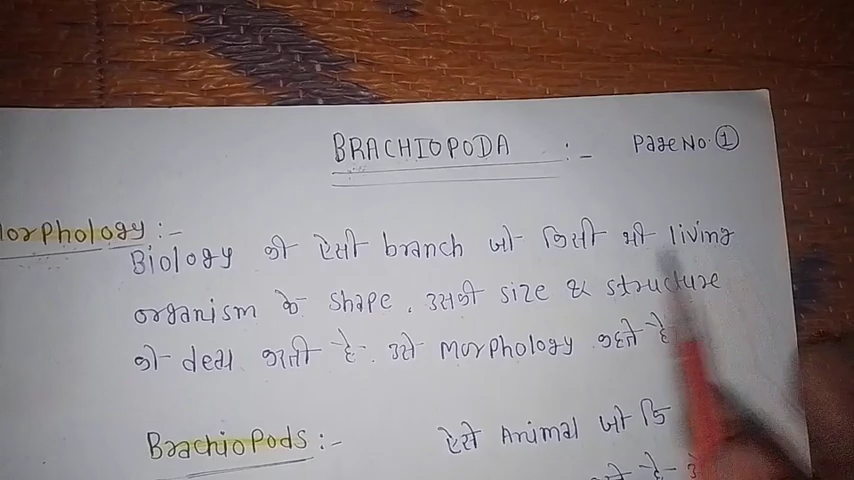 BRACHIOPODA :- Page No. ①
Morphology :-
Biology की ऐसी branch जो किसी भी living
organism के shape, उसकी size & structure
को deal करती है. उसे Morphology कहते है
BrachioPods :- ऐसे Animal जो कि
है